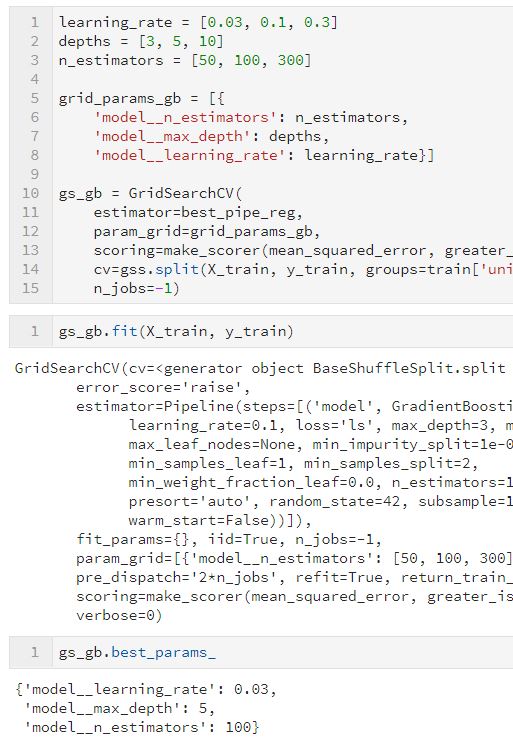 1 learning_rate = [0.03, 0.1, 0.3]
2 depths = [3, 5, 10]
3 n_estimators = [50, 100, 300]
4
5 grid_params_gb = [{
6 'model__n_estimators': n_estimators,
7 'model__max_depth': depths,
8 'model__learning_rate': learning_rate}]
9
10 gs_gb = GridSearchCV(
11 estimator=best_pipe_reg,
12 param_grid=grid_params_gb,
13 scoring=make_scorer(mean_squared_error, greater_
14 cv=gss.split(X_train, y_train, groups=train['uni
15 n_jobs=-1)
1 gs_gb.fit(X_train, y_train)
GridSearchCV(cv=<generator object BaseShuffleSplit.split
error_score='raise',
estimator=Pipeline(steps=[('model', GradientBoosti
learning_rate=0.1, loss='ls', max_depth=3, m
max_leaf_nodes=None, min_impurity_split=1e-0
min_samples_leaf=1, min_samples_split=2,
min_weight_fraction_leaf=0.0, n_estimators=1
presort='auto', random_state=42, subsample=1
warm_start=False))]),
fit_params={}, iid=True, n_jobs=-1,
param_grid=[{'model__n_estimators': [50, 100, 300]
pre_dispatch='2*n_jobs', refit=True, return_train_
scoring=make_scorer(mean_squared_error, greater_is
verbose=0)
1 gs_gb.best_params_
{'model__learning_rate': 0.03,
'model__max_depth': 5,
'model__n_estimators': 100}